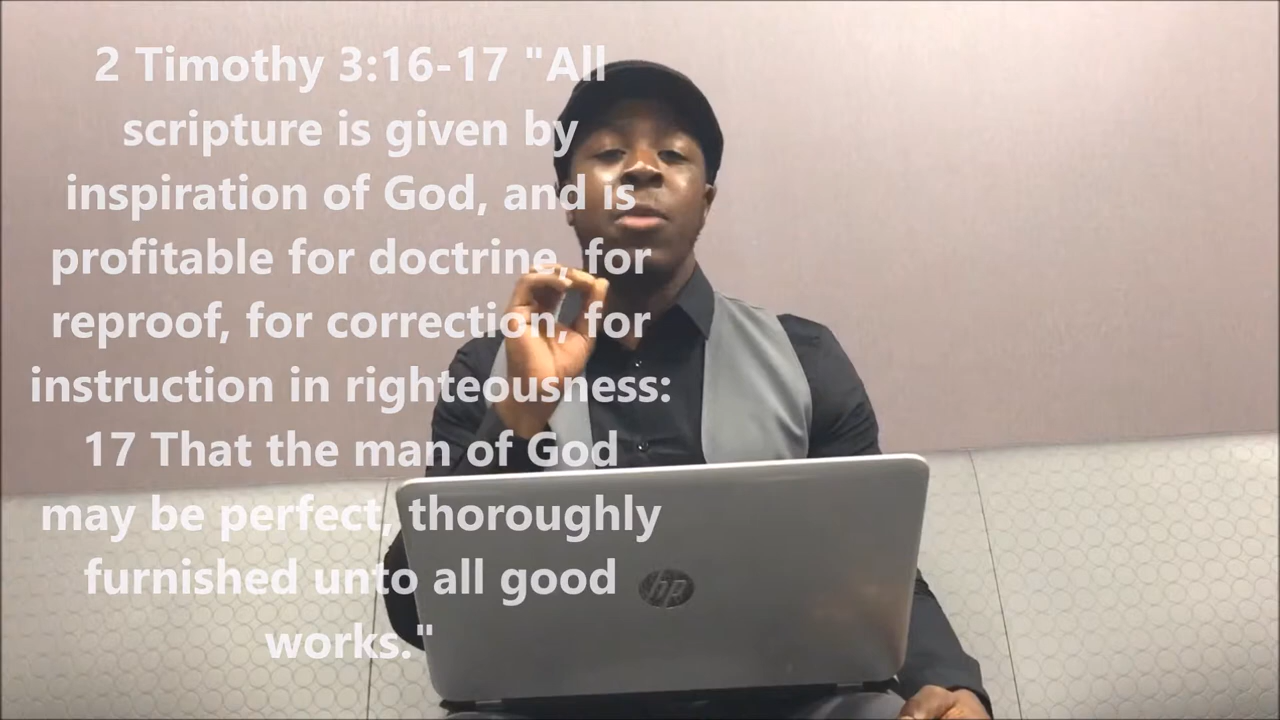 2 Timothy 3:16-17 "All
scripture is given by
inspiration of God, and is
profitable for doctrine, for
reproof, for correction, for
instruction in righteousness:
17 That the man of God
may be perfect, thoroughly
furnished unto all good
works."
hp